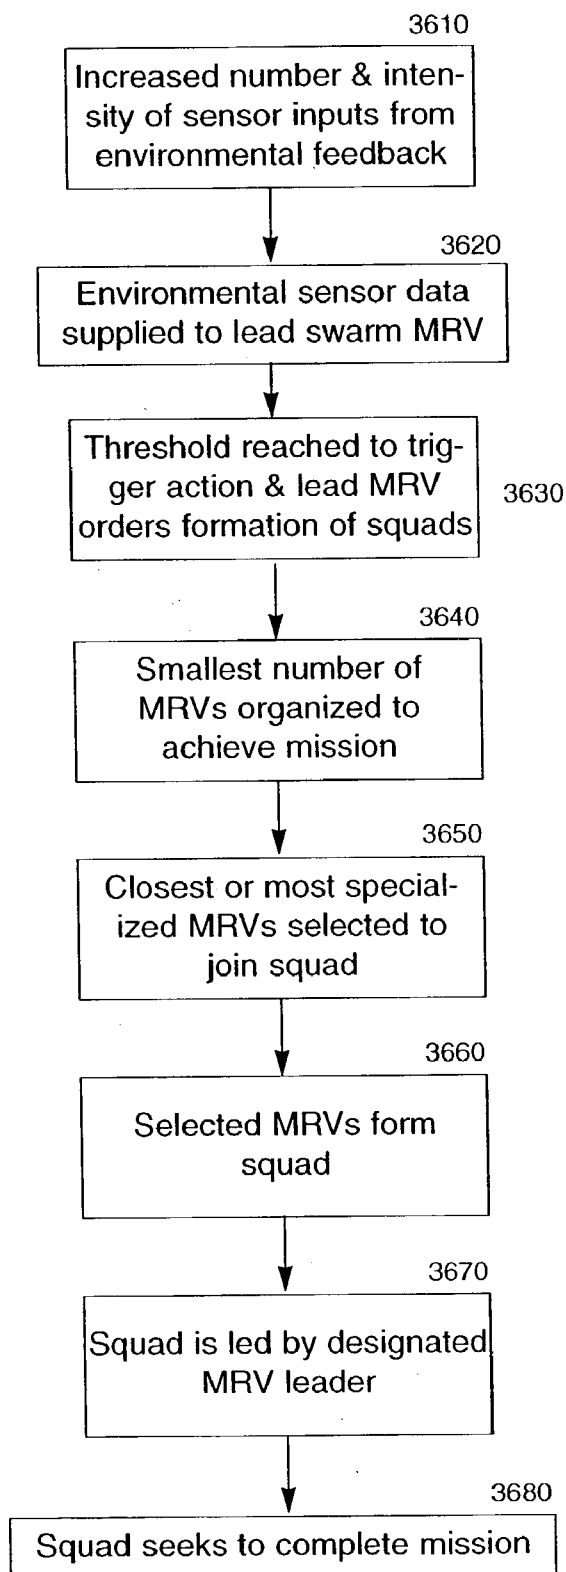 3610
Increased number & inten-
sity of sensor inputs from
environmental feedback
3620
Environmental sensor data
supplied to lead swarm MRV
Threshold reached to trig-
ger action & lead MRV
orders formation of squads
3630
3640
Smallest number of
MRVs organized to
achieve mission
3650
Closest or most special-
ized MRVs selected to
join squad
3660
Selected MRVs form
squad
3670
Squad is led by designated
MRV leader
3680
Squad seeks to complete mission